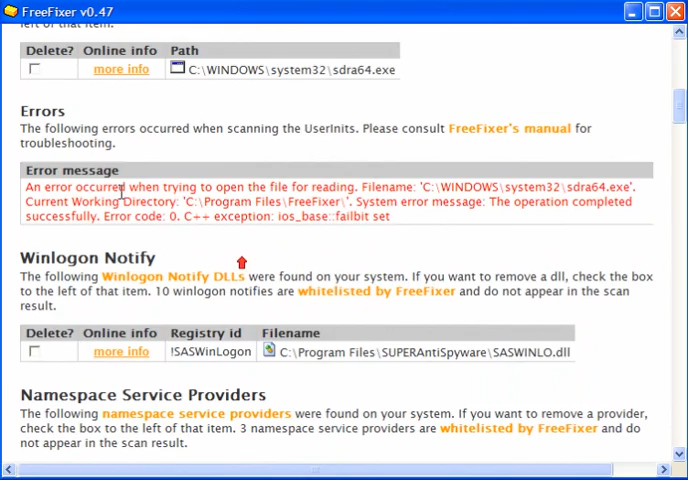 FreeFixer v0.47
left of that item.
Delete? Online info Path
more info C:\WINDOWS\system32\sdra64.exe
Errors
The following errors occurred when scanning the UserInits. Please consult FreeFixer's manual for
troubleshooting.
Error message
An error occurred when trying to open the file for reading. Filename: 'C:\WINDOWS\system32\sdra64.exe'.
Current Working Directory: 'C:\Program Files\FreeFixer\'. System error message: The operation completed
successfully. Error code: 0. C++ exception: ios_base::failbit set
Winlogon Notify
The following Winlogon Notify DLLs were found on your system. If you want to remove a dll, check the box
to the left of that item. 10 winlogon notifies are whitelisted by FreeFixer and do not appear in the scan
result.
Delete? Online info Registry id Filename
more info !SASWinLogon C:\Program Files\SUPERAntiSpyware\SASWINLO.dll
Namespace Service Providers
The following namespace service providers were found on your system. If you want to remove a provider,
check the box to the left of that item. 3 namespace service providers are whitelisted by FreeFixer and do
not appear in the scan result.